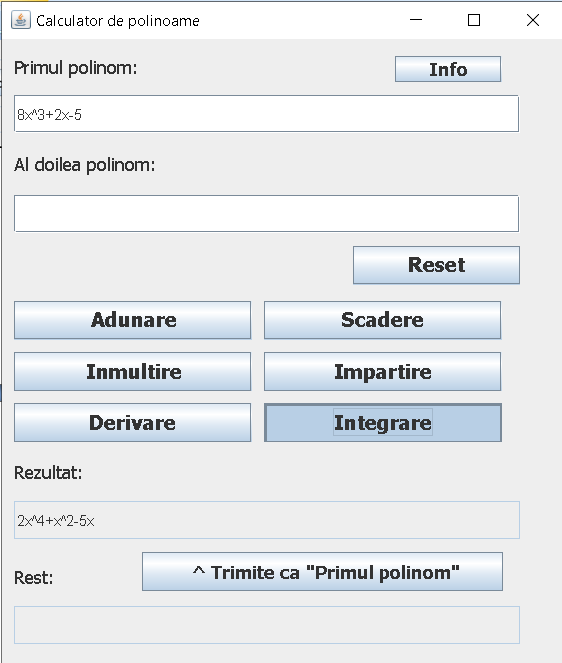 Calculator de polinoame
Primul polinom:
Info
8x^3+2x-5
Al doilea polinom:
Reset
Adunare
Scadere
Inmultire
Impartire
Derivare
Integrare
Rezultat:
2x^4+x^2-5x
Rest:
^ Trimite ca "Primul polinom"